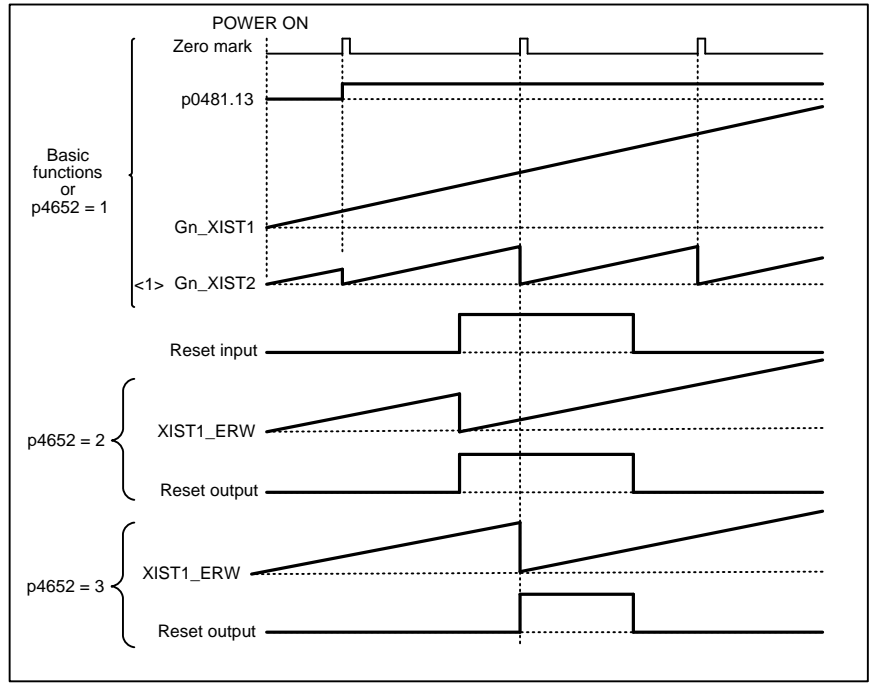 POWER ON
Zero mark
p0481.13
Basic
functions
or
p4652 = 1
Gn_XIST1
<1> Gn_XIST2
Reset input
p4652 = 2
XIST1_ERW
Reset output
XIST1_ERW
p4652 = 3
Reset output